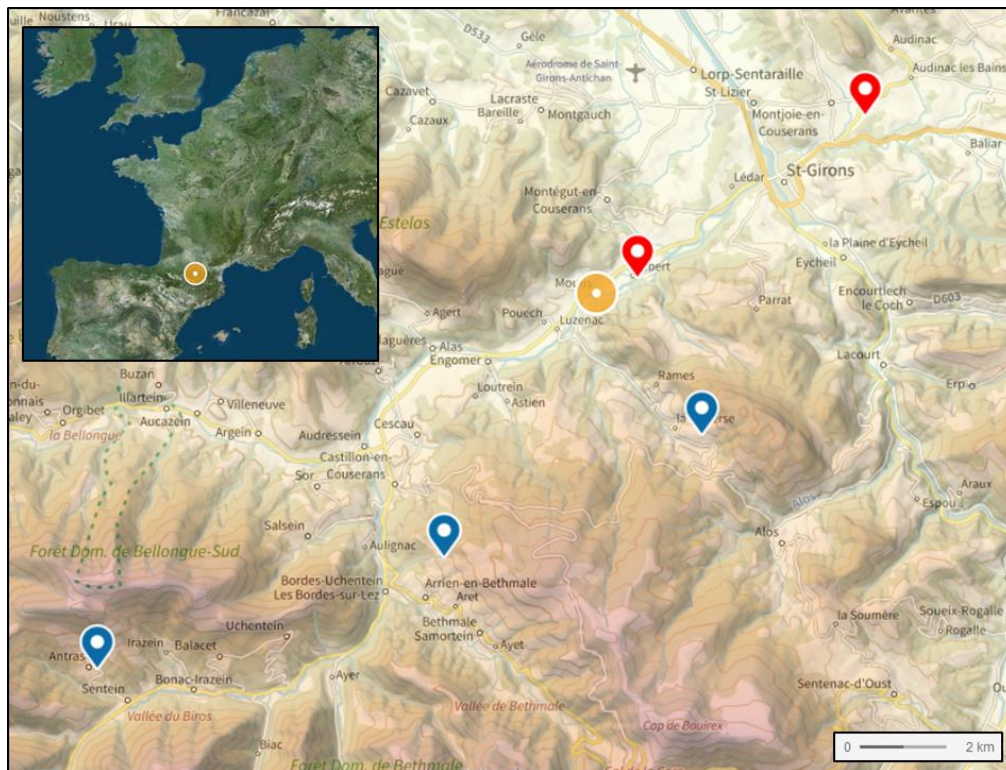 Noustens
Francazal
D533
Gèle
Avantès
Audinac
Aérodrome de Saint-
Girons-Antichan
Lorp-Sentaraille
St-Lizier
Audinac les Bains
Cazavet
Lacraste
Bareille
Montgauch
Montjoie-en-
Couserans
Cazaux
Baliar
St-Girons
Lédar
Montégut-en-
Couserans
Estelas
la Plaine d'Eycheil
Eycheil
Encourtiech
le Coch
D603
Parrat
Agert
Pouech
Luzenac
Alas
Engomer
Lacourt
Buzan
Illartein
Orgibet
Aucazein
Villeneuve
la Bellongue
Argein
Audressein
Cescau
Loutrein
Astien
Rames
Erp
Castillon-en-
Couserans
Sor
Araux
Espou
Alos
Alos
Salsein
Aulignac
Forêt Dom. de Bellongue-Sud
Bordes-Uchentein
Les Bordes-sur-Lez
Arrien-en-Bethmale
Aret
Bethmale
Samortein
Ayet
la Soumère
Soueix-Rogalle
Rogalle
Uchentein
Irazein
Balacet
Antras
Sentein
Bonac-Irazein
Ayer
Vallée du Biros
Vallée de Bethmale
Sentenac-d'Oust
Cap de Bouirex
Biac
Forêt Dom. de Bethmale
0 2 km